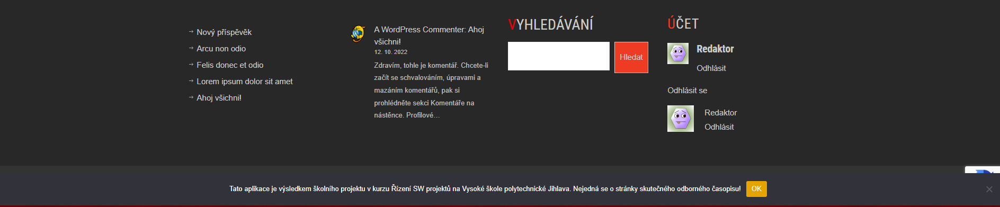 Nový příspěvěk
Arcu non odio
Felis donec et odio
Lorem ipsum dolor sit amet
Ahoj všichni!
A WordPress Commenter: Ahoj
všichni!
12. 10. 2022
Zdravím, tohle je komentář. Chcete-li
začít se schvalováním, úpravami a
mazáním komentářů, pak si
prohlédněte sekci Komentáře na
nástěnce. Profilové…
VYHLEDÁVÁNÍ
Hledat
ÚČET
Redaktor
Odhlásit
Odhlásit se
Redaktor
Odhlásit
Tato aplikace je výsledkem školního projektu v kurzu Řízení SW projektů na Vysoké škole polytechnické Jihlava. Nejedná se o stránky skutečného odborného časopisu! OK